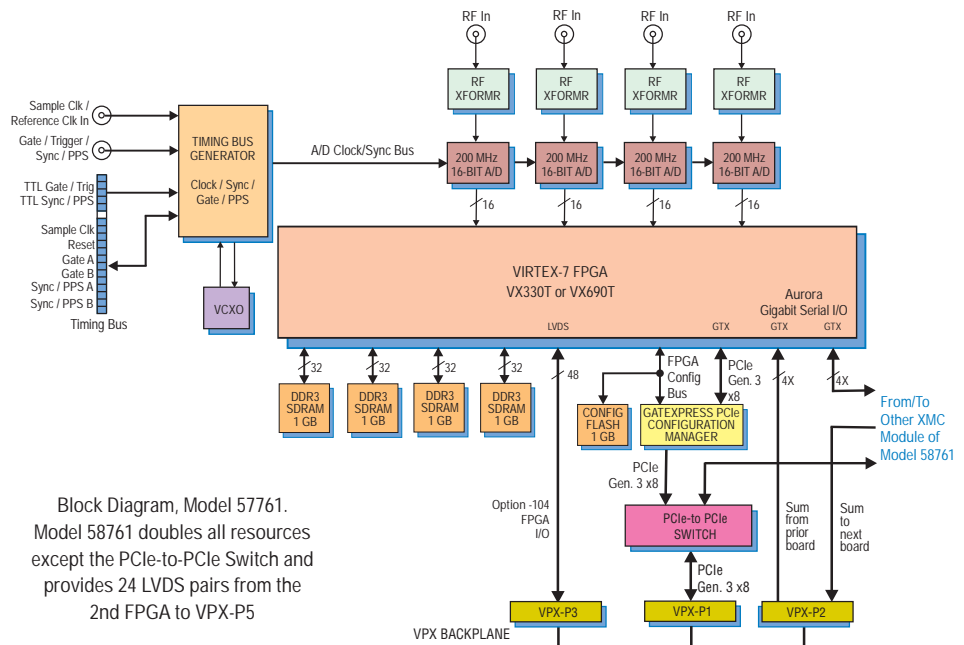 RF In
RF In
RF In
RF In
RF
XFORMR
RF
XFORMR
RF
XFORMR
RF
XFORMR
Sample Clk /
Reference Clk In
Gate / Trigger /
Sync / PPS
TTL Gate / Trig
TTL Sync / PPS
Sample Clk
Reset
Gate A
Gate B
Sync / PPS A
Sync / PPS B
Timing Bus
TIMING BUS
GENERATOR
Clock / Sync /
Gate / PPS
VCXO
A/D Clock/Sync Bus
200 MHz
16-BIT A/D
200 MHz
16-BIT A/D
200 MHz
16-BIT A/D
200 MHz
16-BIT A/D
16
16
16
16
VIRTEX-7 FPGA
VX330T or VX690T
Aurora
Gigabit Serial I/O
LVDS
GTX
GTX
GTX
32
32
32
32
48
FPGA
Config
Bus
PCIe
Gen. 3
x8
4X
4X
DDR3
SDRAM
1 GB
DDR3
SDRAM
1 GB
DDR3
SDRAM
1 GB
DDR3
SDRAM
1 GB
CONFIG
FLASH
1 GB
GATEXPRESS PCIe
CONFIGURATION
MANAGER
From/To
Other XMC
Module of
Model 58761
PCIe
Gen. 3 x8
Option -104
FPGA
I/O
PCIe-to PCIe
SWITCH
Sum
from
prior
board
Sum
to
next
board
PCIe
Gen. 3 x8
Block Diagram, Model 57761.
Model 58761 doubles all resources
except the PCIe-to-PCIe Switch and
provides 24 LVDS pairs from the
2nd FPGA to VPX-P5
VPX-P3
VPX-P1
VPX-P2
VPX BACKPLANE